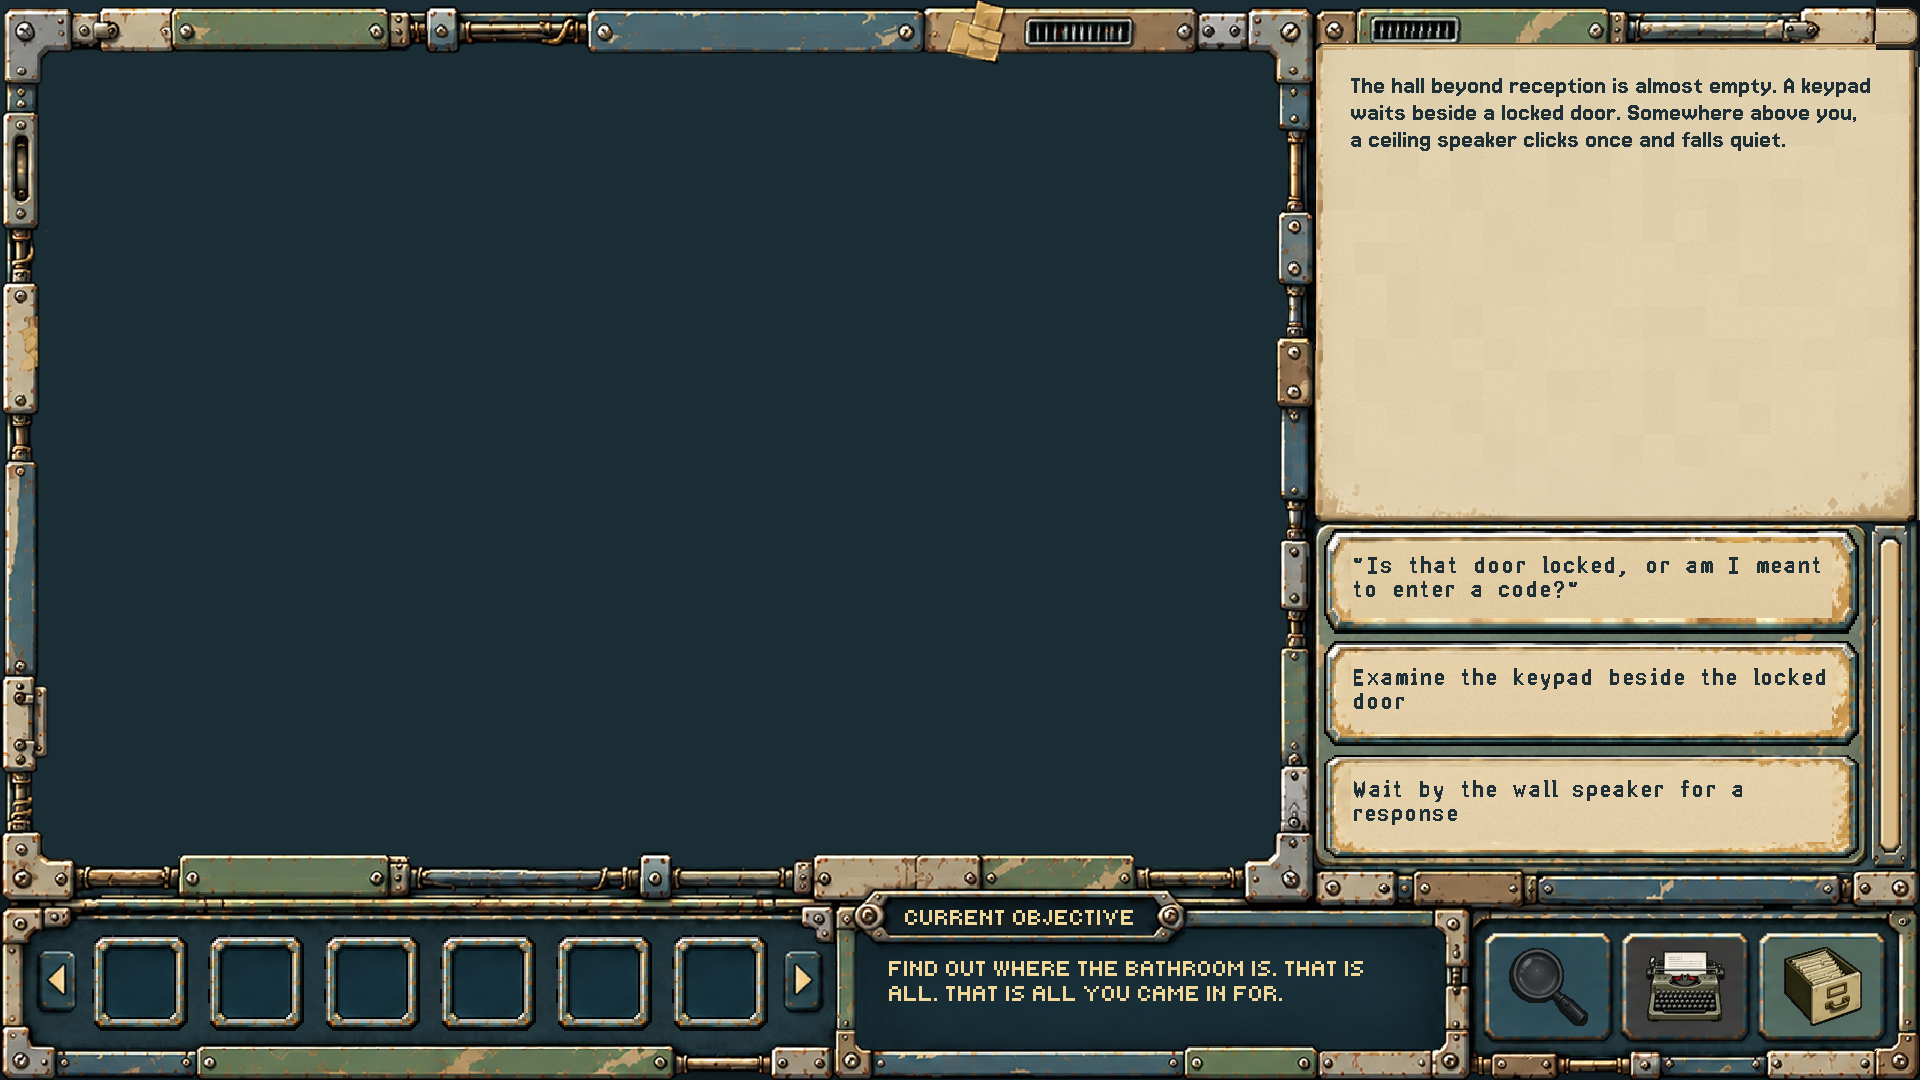 The hall beyond reception is almost empty. A keypad
waits beside a locked door. Somewhere above you,
a ceiling speaker clicks once and falls quiet.
"Is that door locked, or am I meant
to enter a code?"
Examine the keypad beside the locked
door
Wait by the wall speaker for a
response
CURRENT OBJECTIVE
FIND OUT WHERE THE BATHROOM IS. THAT IS
ALL. THAT IS ALL YOU CAME IN FOR.